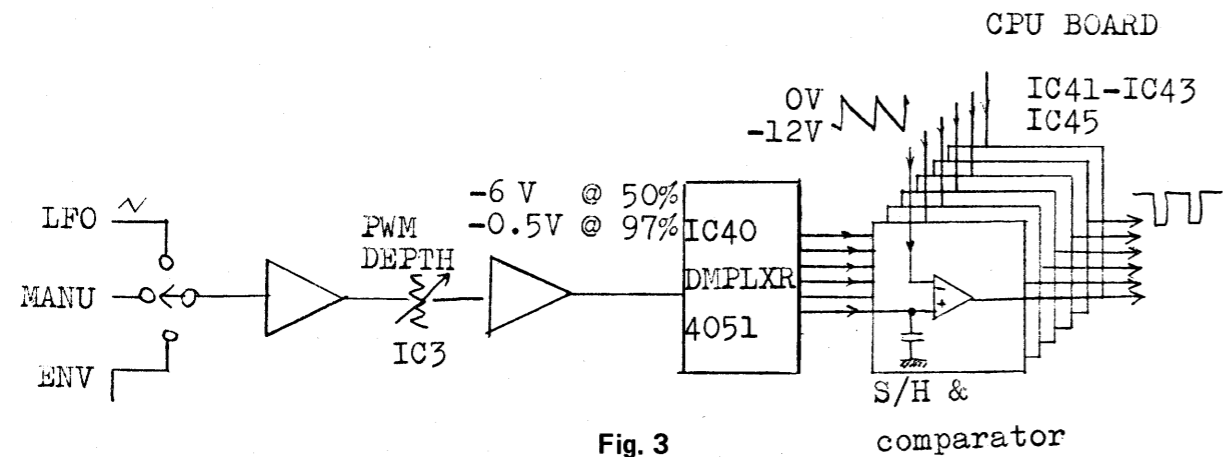 CPU BOARD
0V
-12V
IC41-IC43
IC45
-6 V @ 50%
-0.5V @ 97%
LFO
PWM
DEPTH
IC40
DMPLXR
4051
MANU
IC3
ENV
-
+
S/H &
comparator
Fig. 3